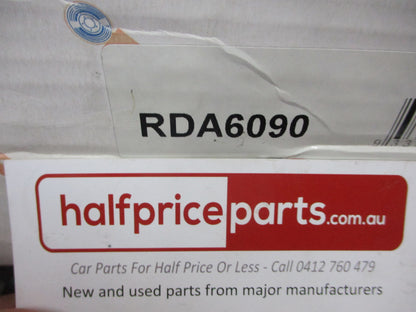 RDA6090
halfpriceparts.com.au
Car Parts For Half Price Or Less - Call 0412 760 479
New and used parts from major manufacturers